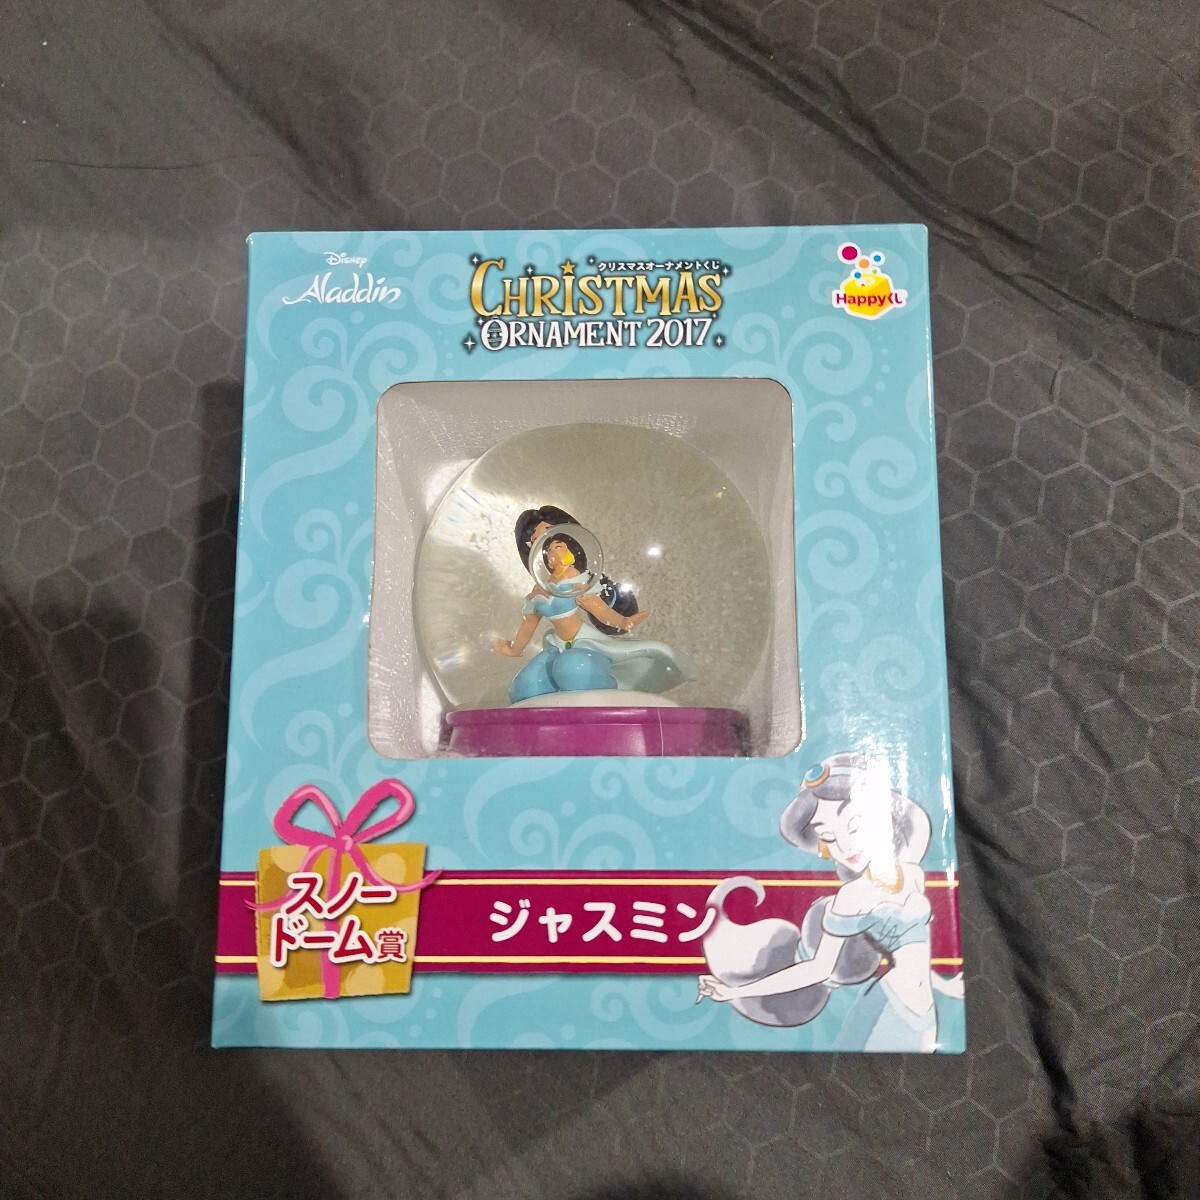 Disney
Aladdin
クリスマスオーナメントくじ
CHRISTMAS
ORNAMENT 2017
Happyくじ
スノー
ドーム賞
ジャスミン